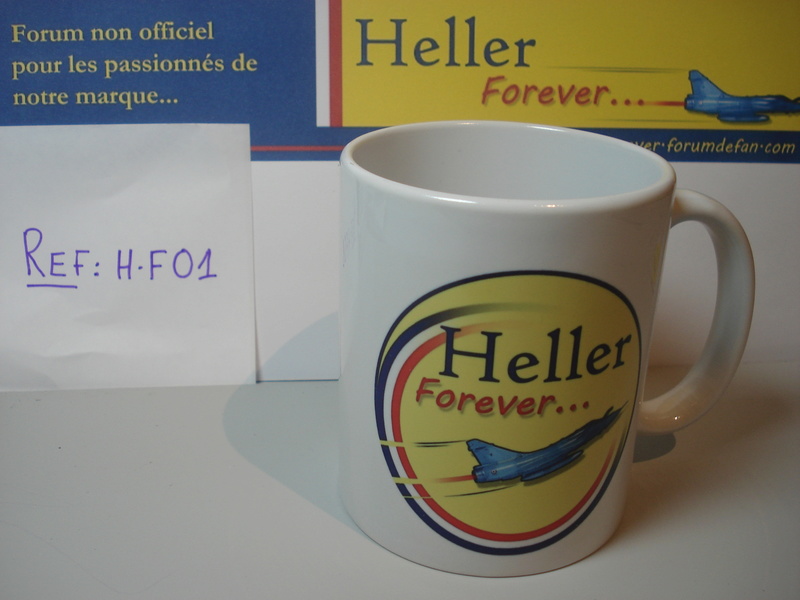 Forum non officiel
pour les passionnés de
notre marque...
Heller
Forever...
forumdefan.com
REF: H.F01
Heller
Forever...